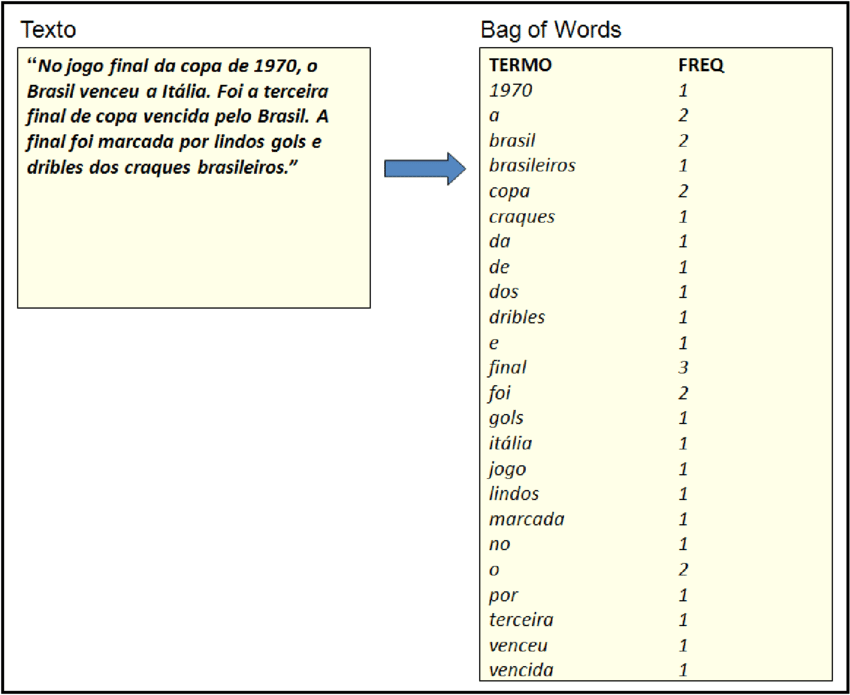 Texto
“No jogo final da copa de 1970, o
Brasil venceu a Itália. Foi a terceira
final de copa vencida pelo Brasil. A
final foi marcada por lindos gols e
dribles dos craques brasileiros.”
Bag of Words
TERMO FREQ
1970 1
a 2
brasil 2
brasileiros 1
copa 2
craques 1
da 1
de 1
dos 1
dribles 1
e 1
final 3
foi 2
gols 1
itália 1
jogo 1
lindos 1
marcada 1
no 1
o 2
por 1
terceira 1
venceu 1
vencida 1